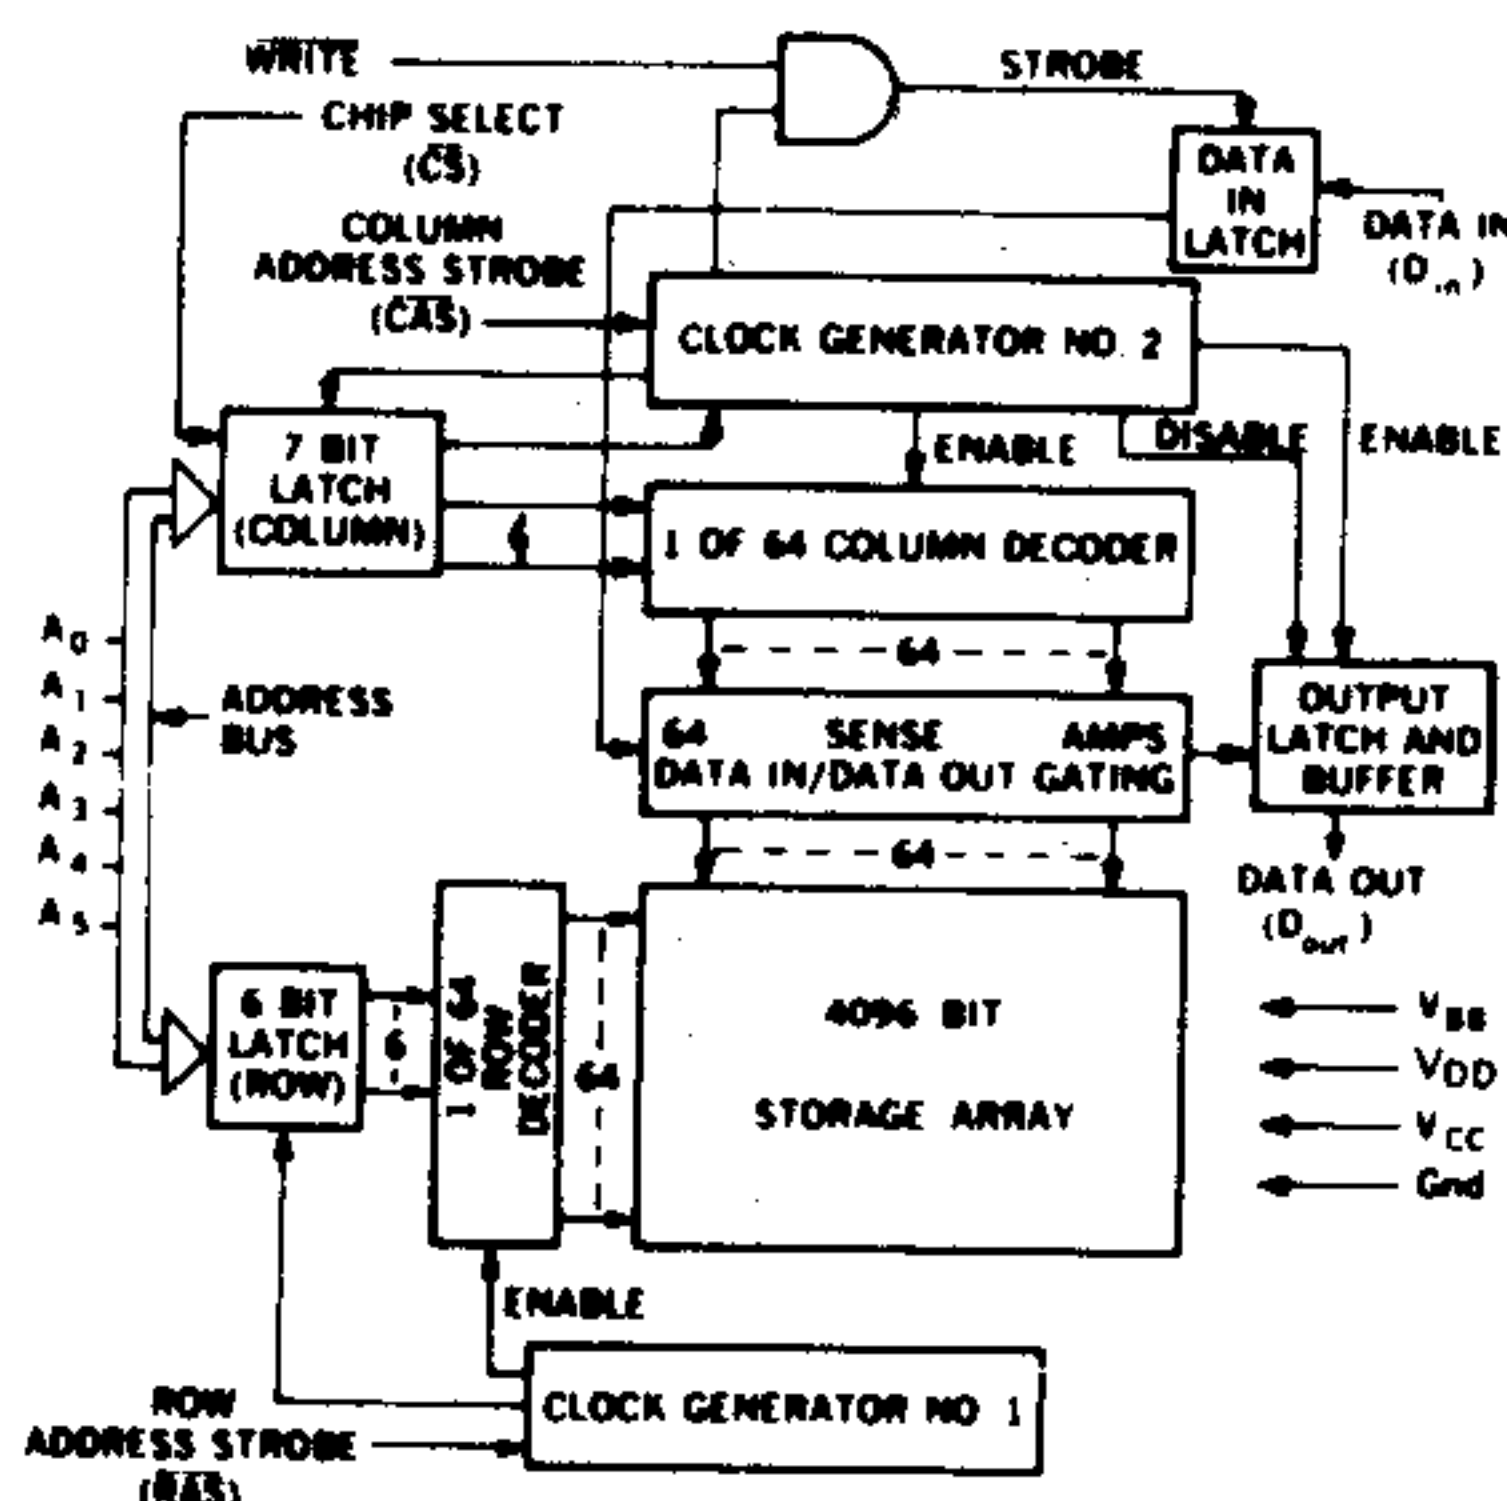 WRITE
STROBE
CHIP SELECT
(CS)
DATA
IN
LATCH
DATA IN
(Din)
COLUMN
ADDRESS STROBE
(CAS)
CLOCK GENERATOR NO. 2
7 BIT
LATCH
(COLUMN)
ENABLE
DISABLE
ENABLE
6
1 OF 64 COLUMN DECODER
64
A0
A1
A2
A3
A4
A5
ADDRESS
BUS
64 SENSE AMPS
DATA IN/DATA OUT GATING
OUTPUT
LATCH AND
BUFFER
64
DATA OUT
(Dout)
6 BIT
LATCH
(ROW)
6
1 OF 64
ROW
DECODER
64
4096 BIT
STORAGE ARRAY
VBB
VDD
VCC
Gnd
ENABLE
CLOCK GENERATOR NO 1
ROW
ADDRESS STROBE
(RAS)